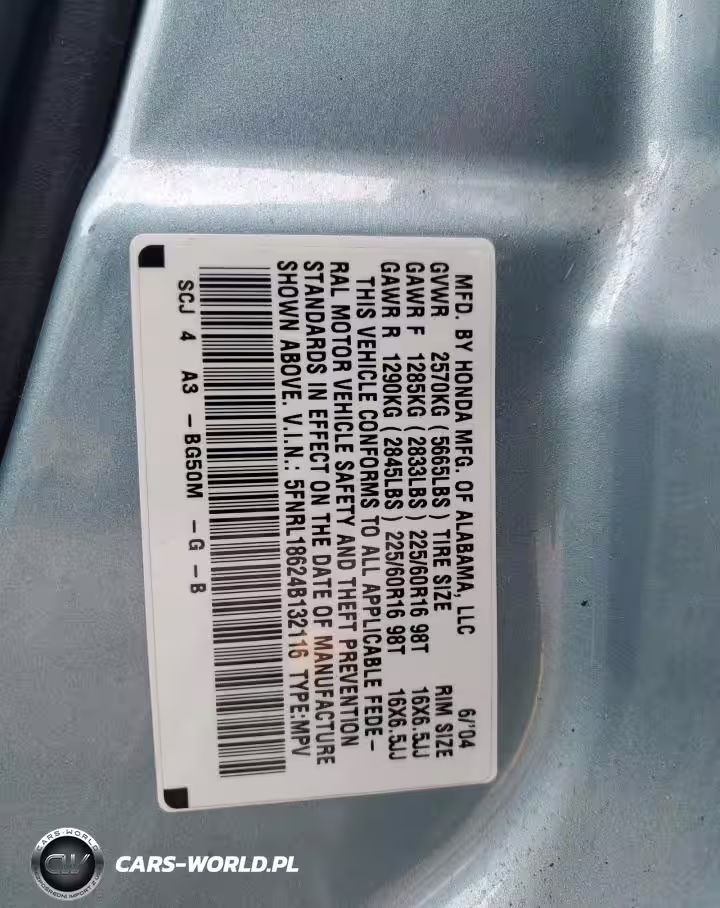 MFD. BY HONDA MFG. OF ALABAMA, LLC 6/'04
GVWR 2570KG ( 5665LBS ) TIRE SIZE RIM SIZE
GAWR F 1285KG ( 2833LBS ) 225/60R16 98T 16X6.5JJ
GAWR R 1290KG ( 2845LBS ) 225/60R16 98T 16X6.5JJ
THIS VEHICLE CONFORMS TO ALL APPLICABLE FEDE-
RAL MOTOR VEHICLE SAFETY AND THEFT PREVENTION
STANDARDS IN EFFECT ON THE DATE OF MANUFACTURE
SHOWN ABOVE. V.I.N.: 5FNRL18624B132116 TYPE:MPV
SCJ 4 A3 -BG50M - G - B
CARS-WORLD
CW
CARS-WORLD.PL